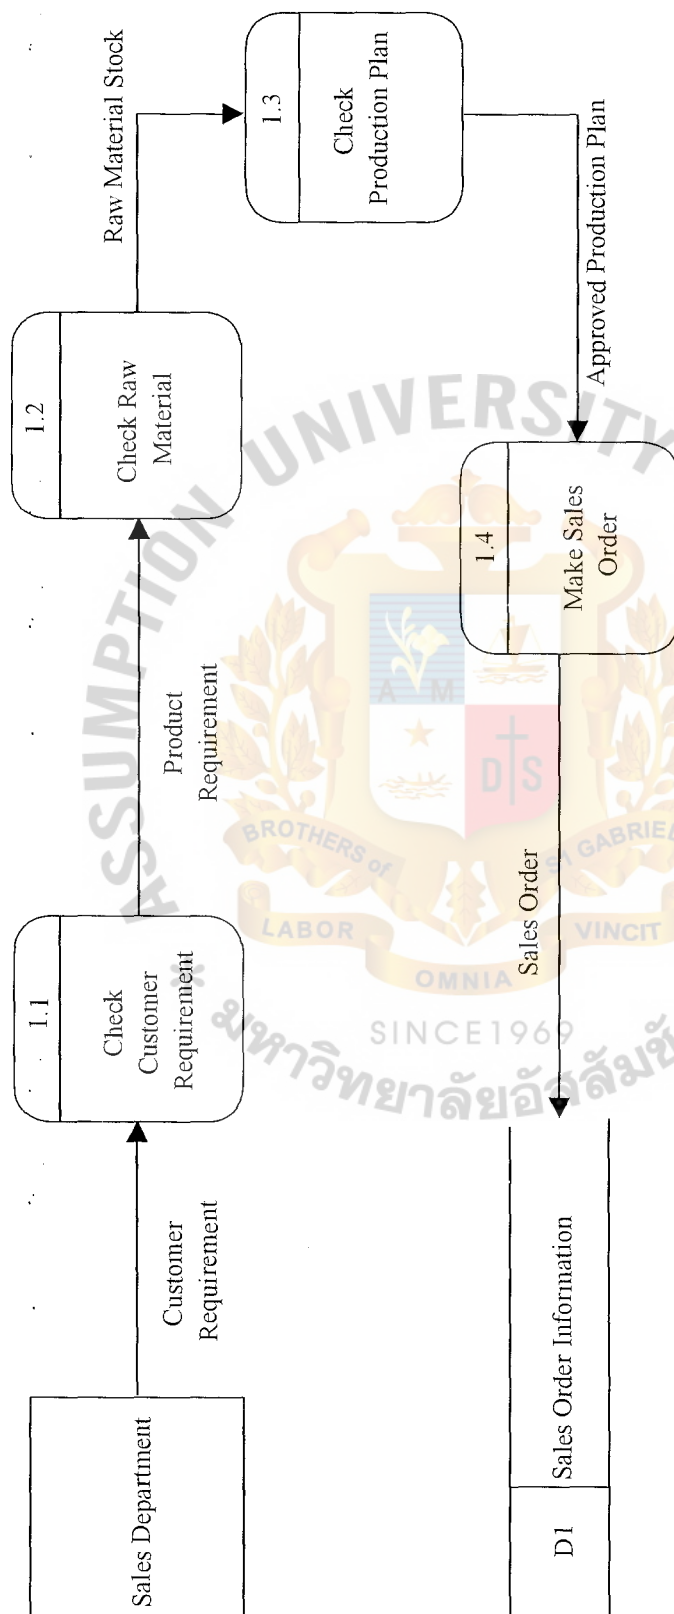 Sales Department
Customer
Requirement
1.1
Check
Customer
Requirement
Product
Requirement
1.2
Check Raw
Material
Raw Material Stock
1.3
Check
Production Plan
Approved Production Plan
1.4
Make Sales
Order
Sales Order
D1
Sales Order Information
ASSUMPTION UNIVERSITY
A M
D S
BROTHERS of
ST GABRIEL
LABOR
OMNIA
VINCIT
SINCE1969
*